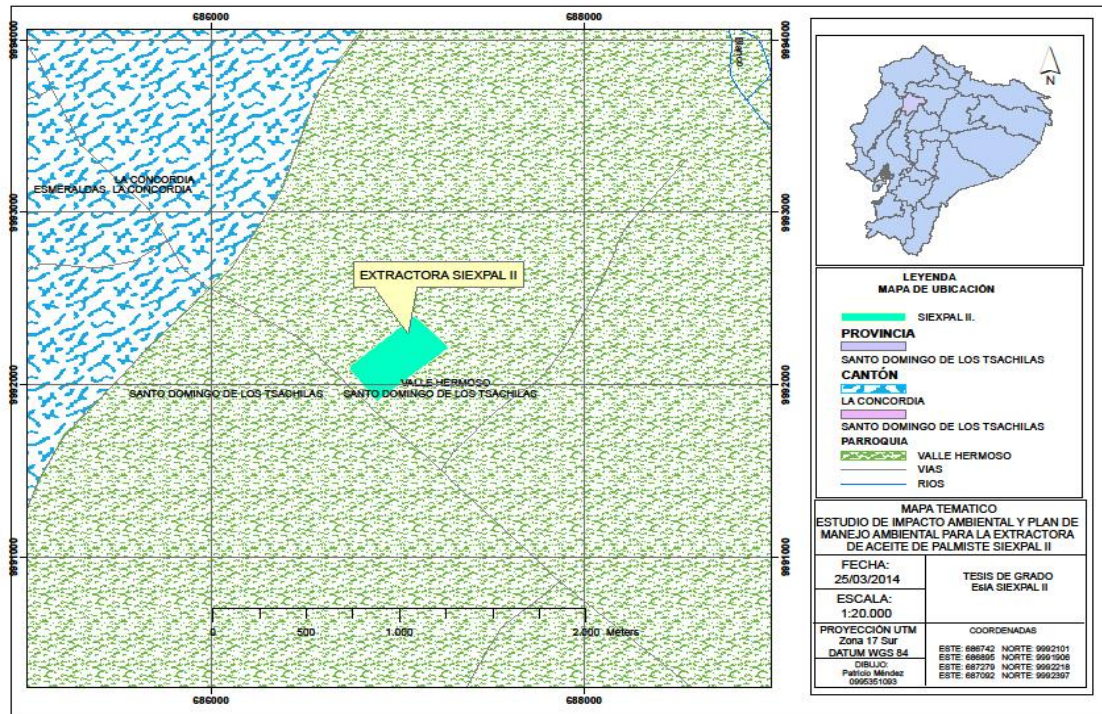 686000
688000
9994000
9994000
Blanco
LA CONCORDIA
ESMERALDAS LA CONCORDIA
9993000
9993000
EXTRACTORA SIEXPAL II
9992000
9992000
VALLE HERMOSO
SANTO DOMINGO DE LOS TSACHILAS
SANTO DOMINGO DE LOS TSACHILAS
9991000
9991000
0
500
1.000
2.000 Meters
686000
688000
N
LEYENDA
MAPA DE UBICACIÓN
SIEXPAL II.
PROVINCIA
SANTO DOMINGO DE LOS TSACHILAS
CANTÓN
LA CONCORDIA
SANTO DOMINGO DE LOS TSACHILAS
PARROQUIA
VALLE HERMOSO
VIAS
RIOS
MAPA TEMATICO
ESTUDIO DE IMPACTO AMBIENTAL Y PLAN DE
MANEJO AMBIENTAL PARA LA EXTRACTORA
DE ACEITE DE PALMISTE SIEXPAL II
FECHA:
25/03/2014
TESIS DE GRADO
EsIA SIEXPAL II
ESCALA:
1:20.000
PROYECCIÓN UTM
Zona 17 Sur
DATUM WGS 84
COORDENADAS
ESTE: 686742 NORTE: 9992101
ESTE: 686895 NORTE: 9991906
ESTE: 687279 NORTE: 9992218
ESTE: 687092 NORTE: 9992397
DIBUJO:
Patricio Méndez
0995351093